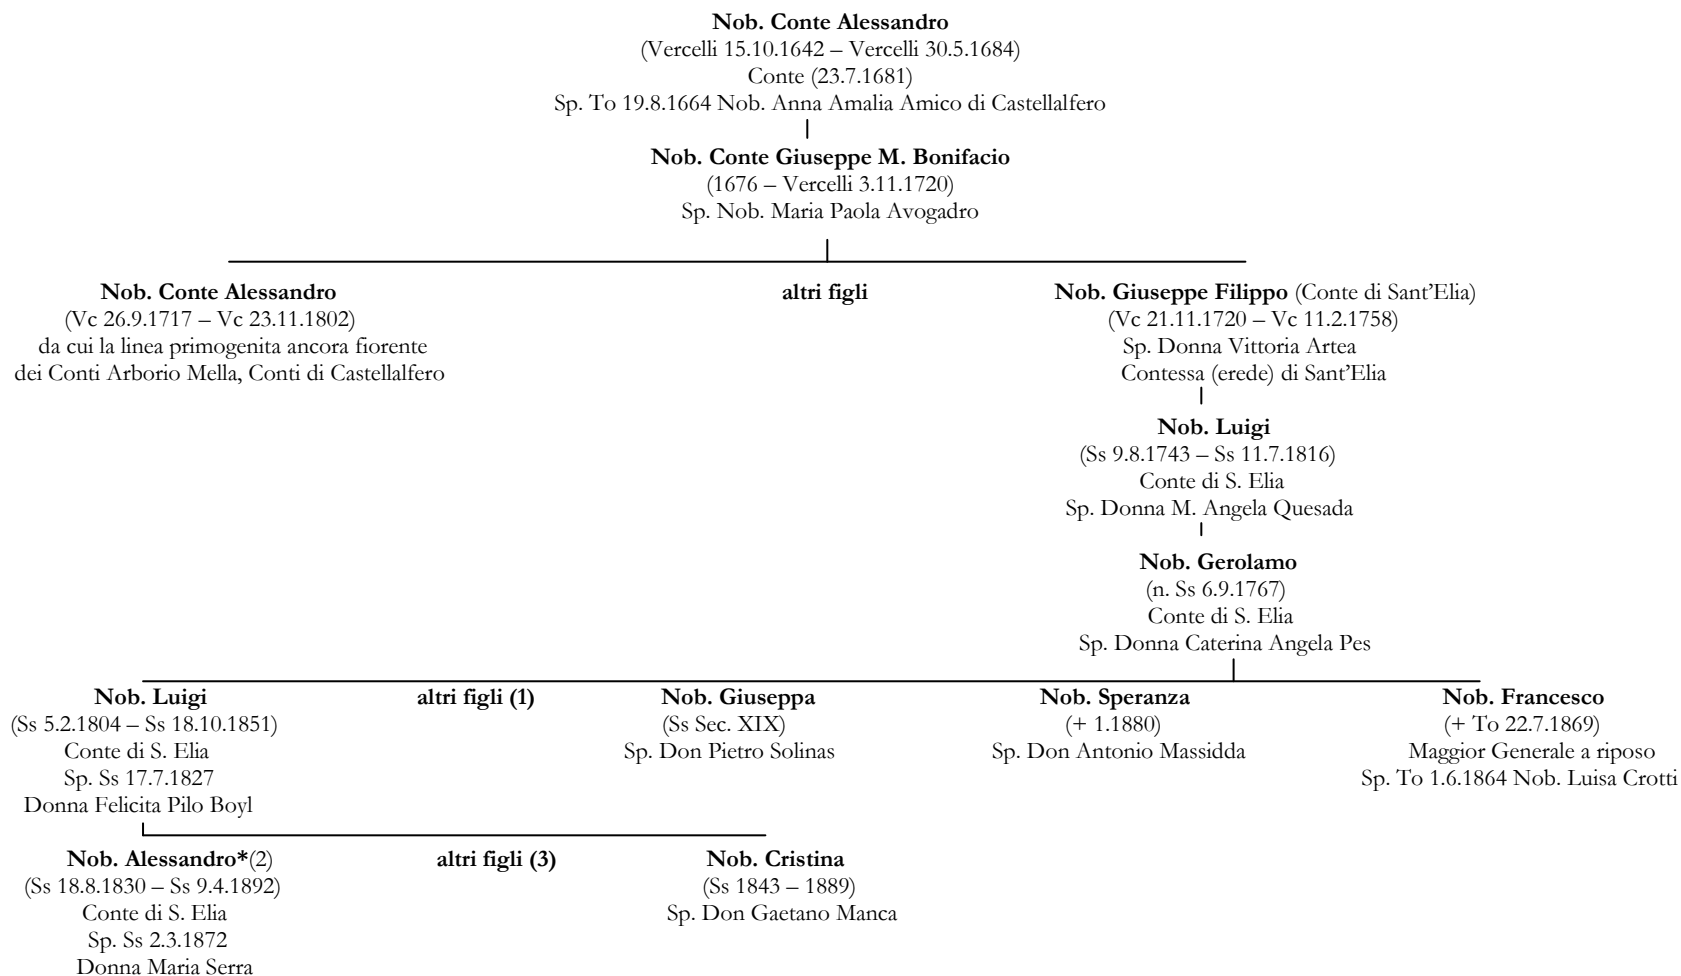 Nob. Conte Alessandro
(Vercelli 15.10.1642 – Vercelli 30.5.1684)
Conte (23.7.1681)
Sp. To 19.8.1664 Nob. Anna Amalia Amico di Castellalfero
Nob. Conte Giuseppe M. Bonifacio
(1676 – Vercelli 3.11.1720)
Sp. Nob. Maria Paola Avogadro
Nob. Conte Alessandro
(Vc 26.9.1717 – Vc 23.11.1802)
da cui la linea primogenita ancora fiorente
dei Conti Arborio Mella, Conti di Castellalfero
altri figli
Nob. Giuseppe Filippo (Conte di Sant’Elia)
(Vc 21.11.1720 – Vc 11.2.1758)
Sp. Donna Vittoria Artea
Contessa (erede) di Sant’Elia
Nob. Luigi
(Ss 9.8.1743 – Ss 11.7.1816)
Conte di S. Elia
Sp. Donna M. Angela Quesada
Nob. Gerolamo
(n. Ss 6.9.1767)
Conte di S. Elia
Sp. Donna Caterina Angela Pes
Nob. Luigi
(Ss 5.2.1804 – Ss 18.10.1851)
Conte di S. Elia
Sp. Ss 17.7.1827
Donna Felicita Pilo Boyl
altri figli (1)
Nob. Giuseppa
(Ss Sec. XIX)
Sp. Don Pietro Solinas
Nob. Speranza
(+ 1.1880)
Sp. Don Antonio Massidda
Nob. Francesco
(+ To 22.7.1869)
Maggior Generale a riposo
Sp. To 1.6.1864 Nob. Luisa Crotti
Nob. Alessandro*(2)
(Ss 18.8.1830 – Ss 9.4.1892)
Conte di S. Elia
Sp. Ss 2.3.1872
Donna Maria Serra
altri figli (3)
Nob. Cristina
(Ss 1843 – 1889)
Sp. Don Gaetano Manca